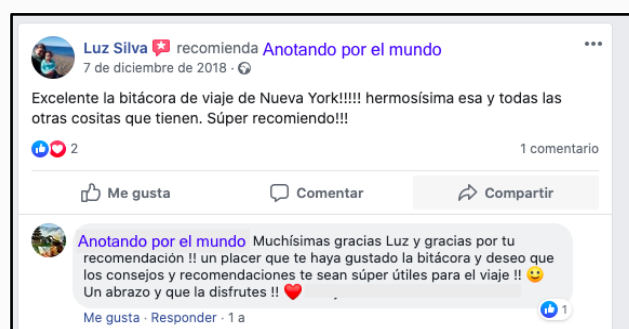 Luz Silva recomienda Anotando por el mundo
7 de diciembre de 2018 ·
Excelente la bitácora de viaje de Nueva York!!!!! hermosísima esa y todas las
otras cositas que tienen. Súper recomiendo!!!
2 1 comentario
Me gusta Comentar Compartir
Anotando por el mundo Muchísimas gracias Luz y gracias por tu
recomendación !! un placer que te haya gustado la bitácora y deseo que
los consejos y recomendaciones te sean súper útiles para el viaje !! 🙂
Un abrazo y que la disfrutes !! ❤️
1
Me gusta · Responder · 1 a